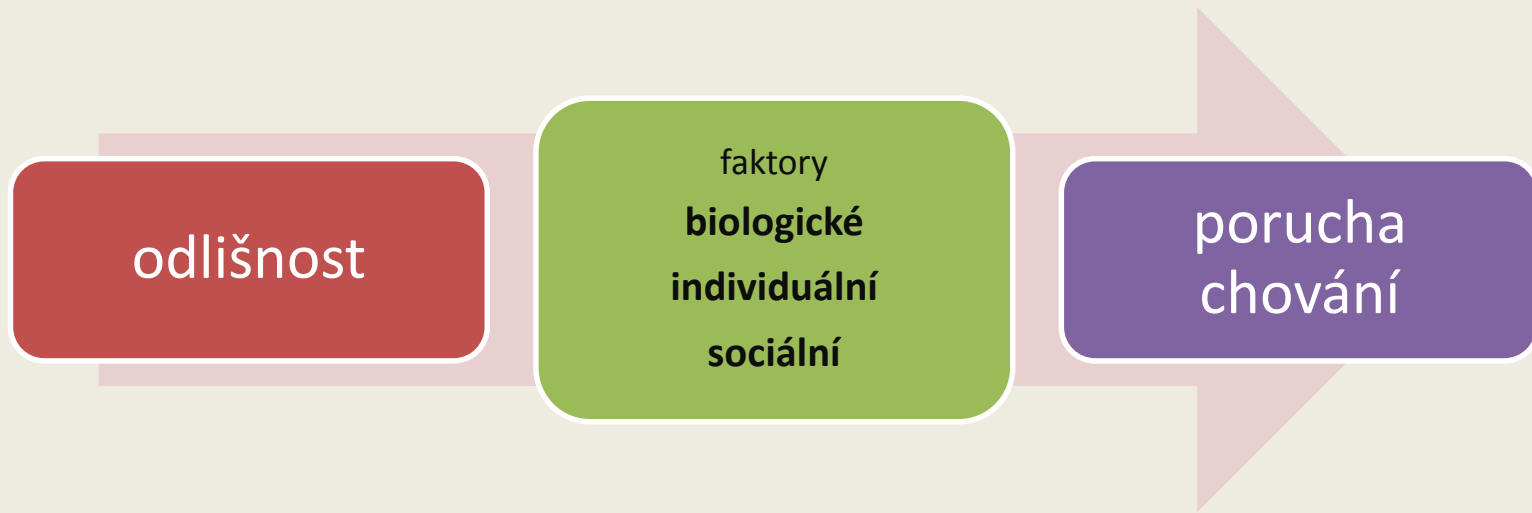 odlišnost
faktory
biologické
individuální
sociální
porucha
chování